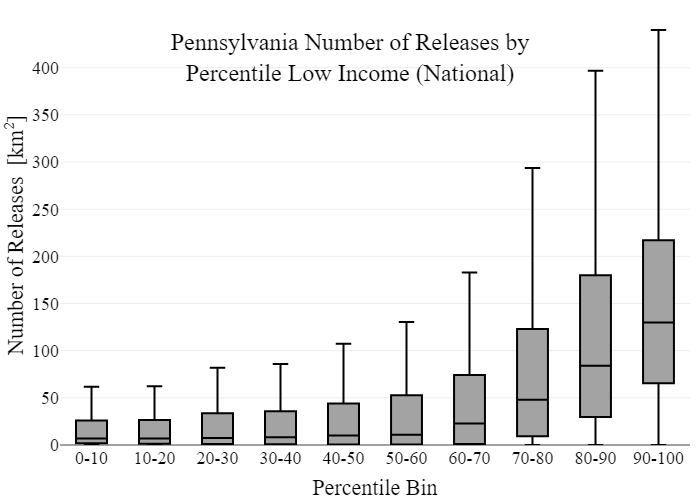 Pennsylvania Number of Releases by
Percentile Low Income (National)
Number of Releases [km²]
400
350
300
250
200
150
100
50
0
0-10 10-20 20-30 30-40 40-50 50-60 60-70 70-80 80-90 90-100
Percentile Bin